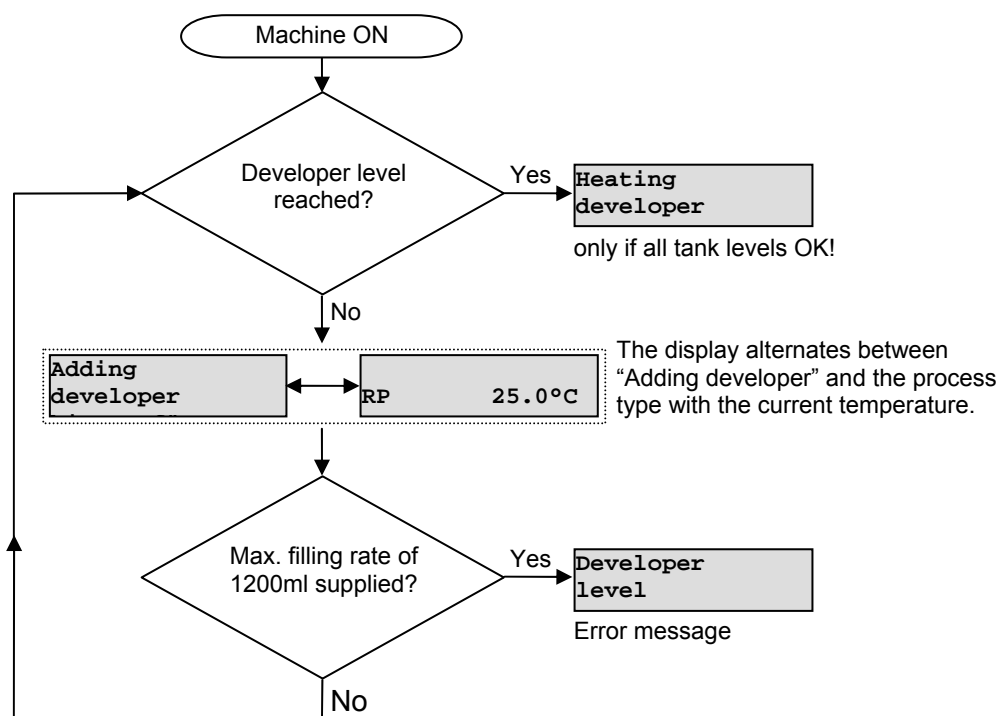 Machine ON
Developer level
reached?
Yes
Heating
developer
only if all tank levels OK!
No
Adding
developer
RP 25.0°C
The display alternates between
“Adding developer” and the process
type with the current temperature.
Max. filling rate of
1200ml supplied?
Yes
Developer
level
Error message
No